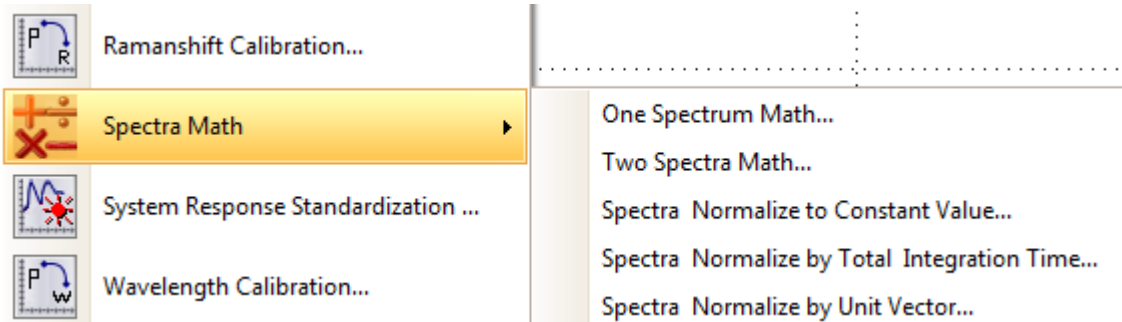 P
R
Ramanshift Calibration...
Spectra Math
System Response Standardization ...
P
W
Wavelength Calibration...
One Spectrum Math...
Two Spectra Math...
Spectra  Normalize to Constant Value...
Spectra  Normalize by Total  Integration Time...
Spectra  Normalize by Unit Vector...